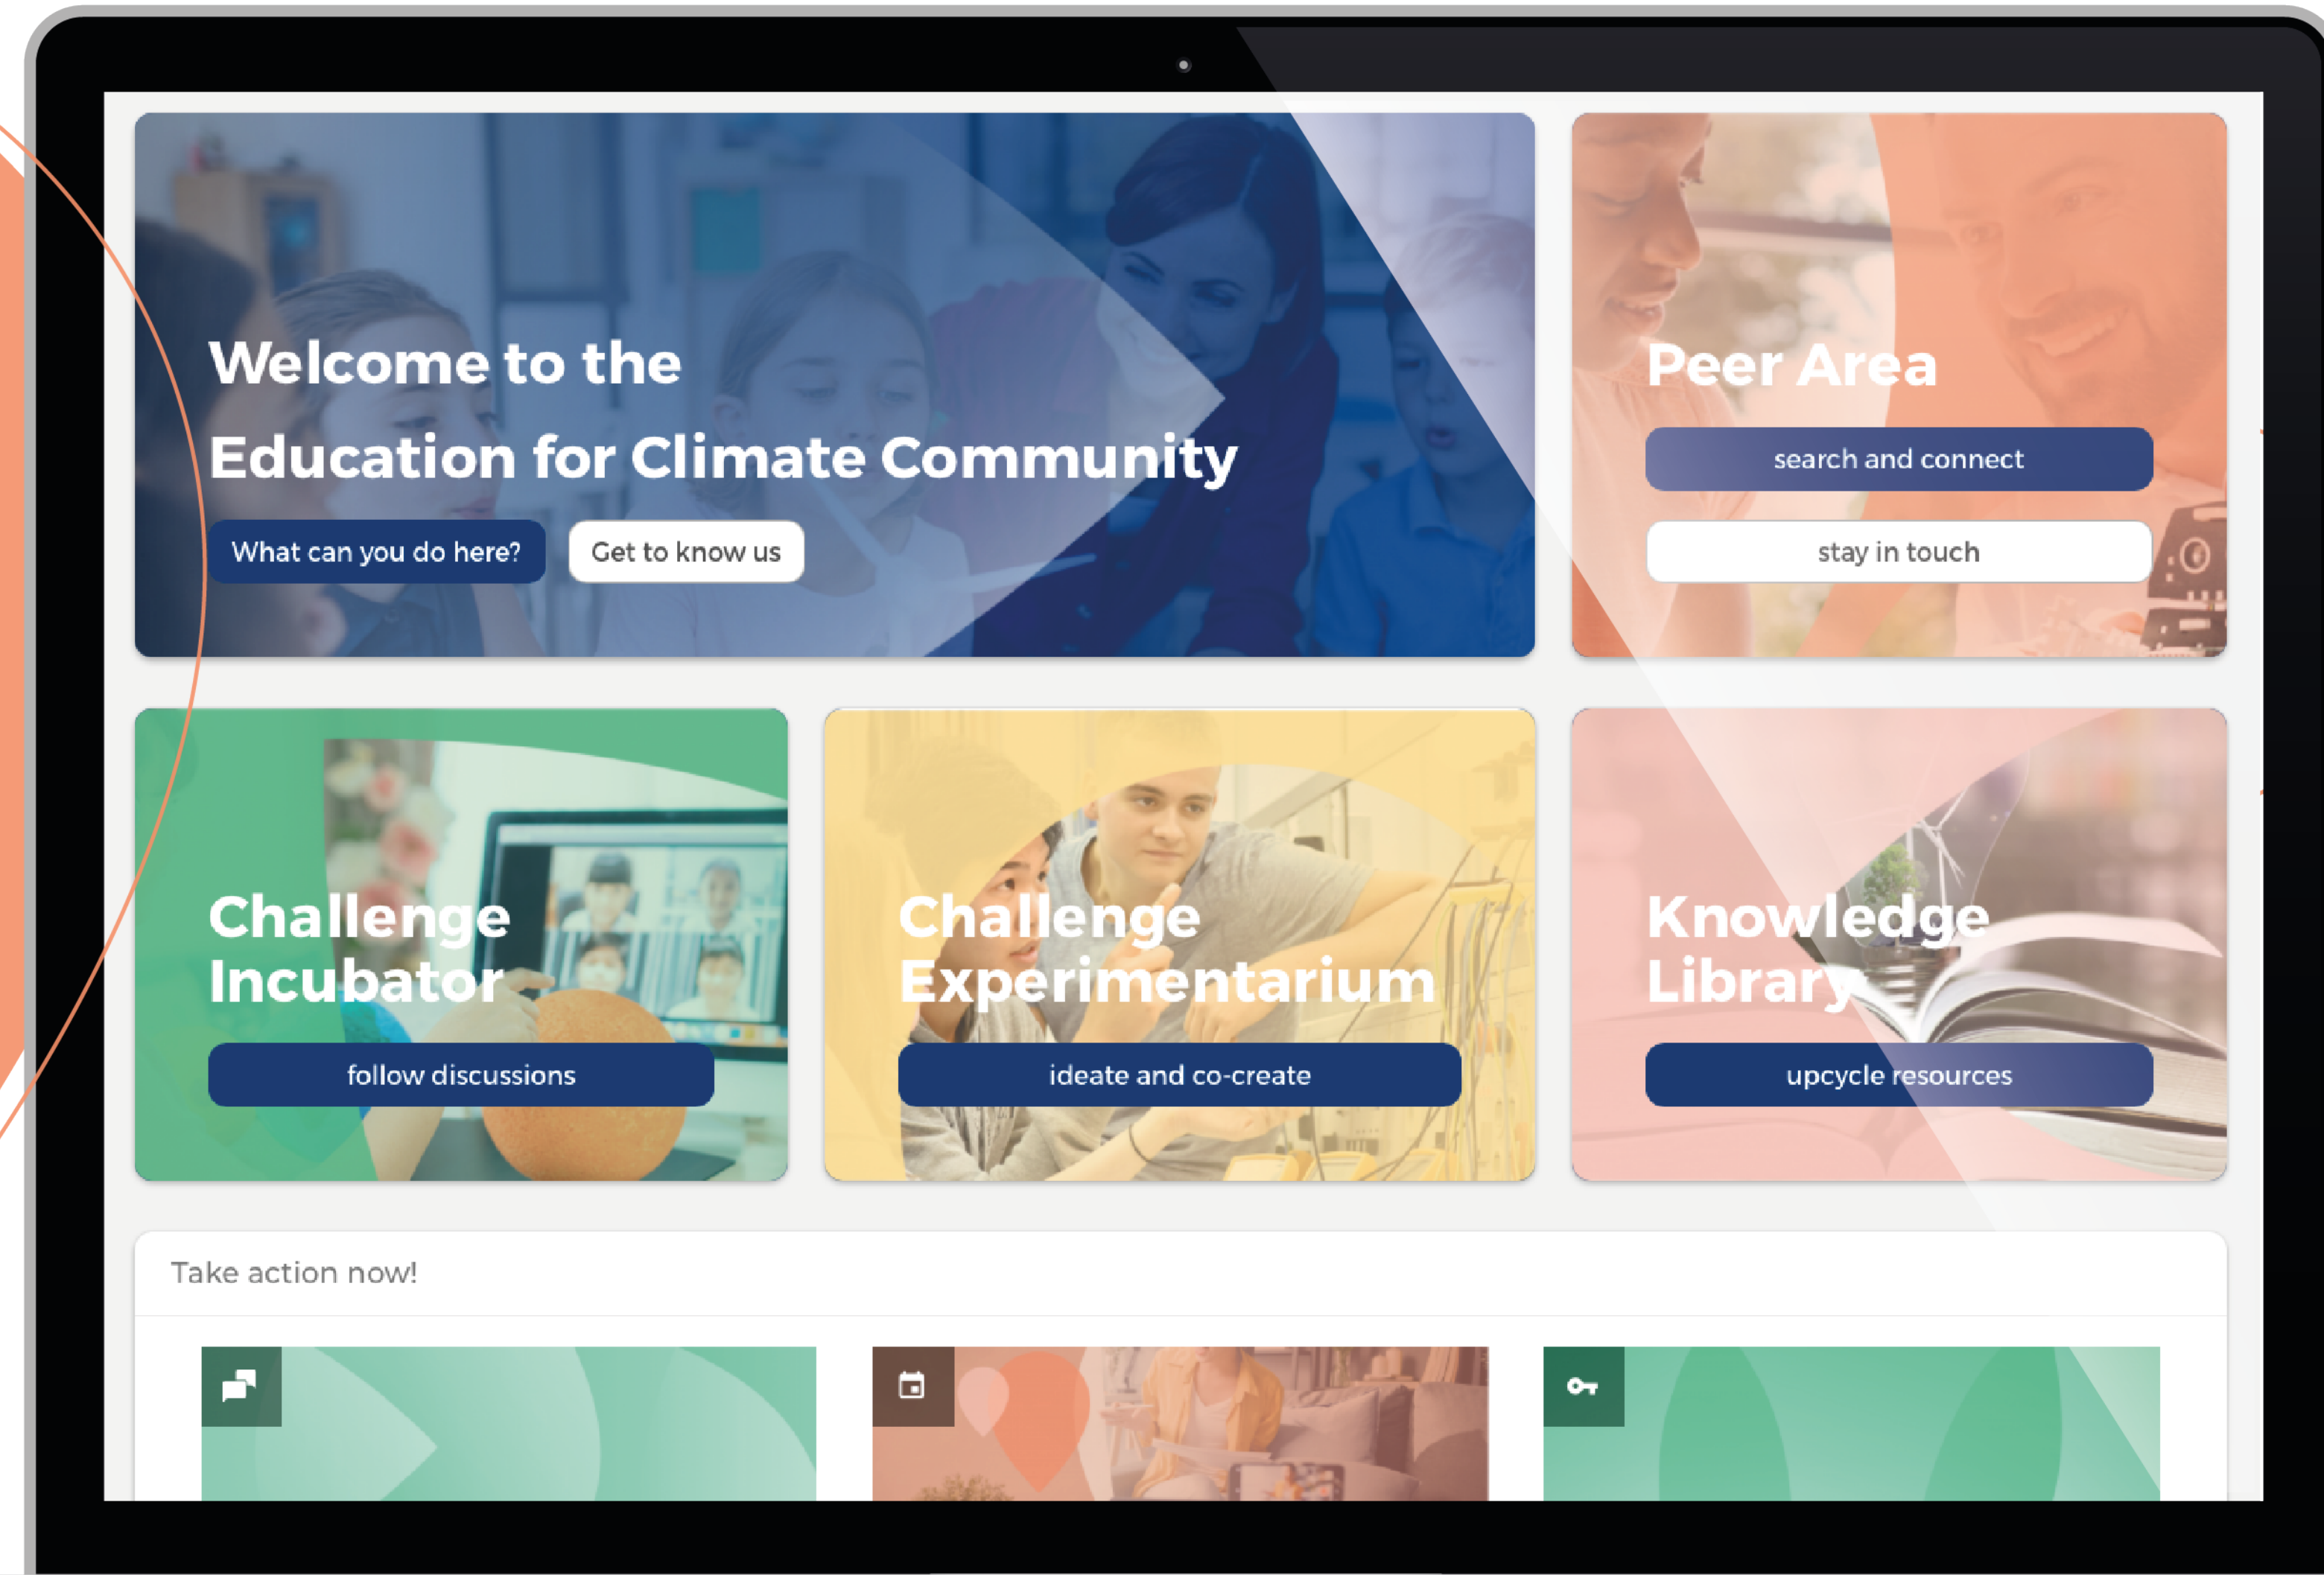 Welcome to the
Education for Climate Community
What can you do here?
Get to know us
Peer Area
search and connect
stay in touch
Challenge
Incubator
follow discussions
Challenge
Experimentarium
ideate and co-create
Knowledge
Library
upcycle resources
Take action now!